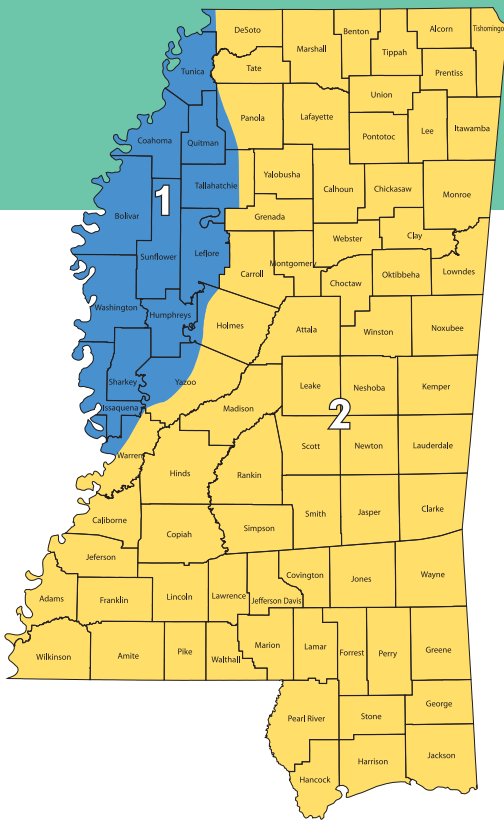 DeSoto
Marshall
Benton
Tippah
Alcorn
Tishomingo
Tunica
Tate
Prentiss
Union
Panola
Lafayette
Coahoma
Quitman
Pontotoc
Lee
Itawamba
Yalobusha
Tallahatchie
Calhoun
Chickasaw
Monroe
1
Bolivar
Grenada
Sunflower
Leflore
Webster
Clay
Carroll
Montgomery
Choctaw
Oktibbeha
Lowndes
Washington
Humphreys
Holmes
Attala
Winston
Noxubee
Sharkey
Yazoo
Leake
Neshoba
Kemper
Issaquena
Madison
2
Warren
Hinds
Rankin
Scott
Newton
Lauderdale
Caliborne
Copiah
Simpson
Smith
Jasper
Clarke
Jeferson
Covington
Jones
Wayne
Adams
Franklin
Lincoln
Lawrence
Jefferson Davis
Wilkinson
Amite
Pike
Walthall
Marion
Lamar
Forrest
Perry
Greene
Pearl River
Stone
George
Hancock
Harrison
Jackson